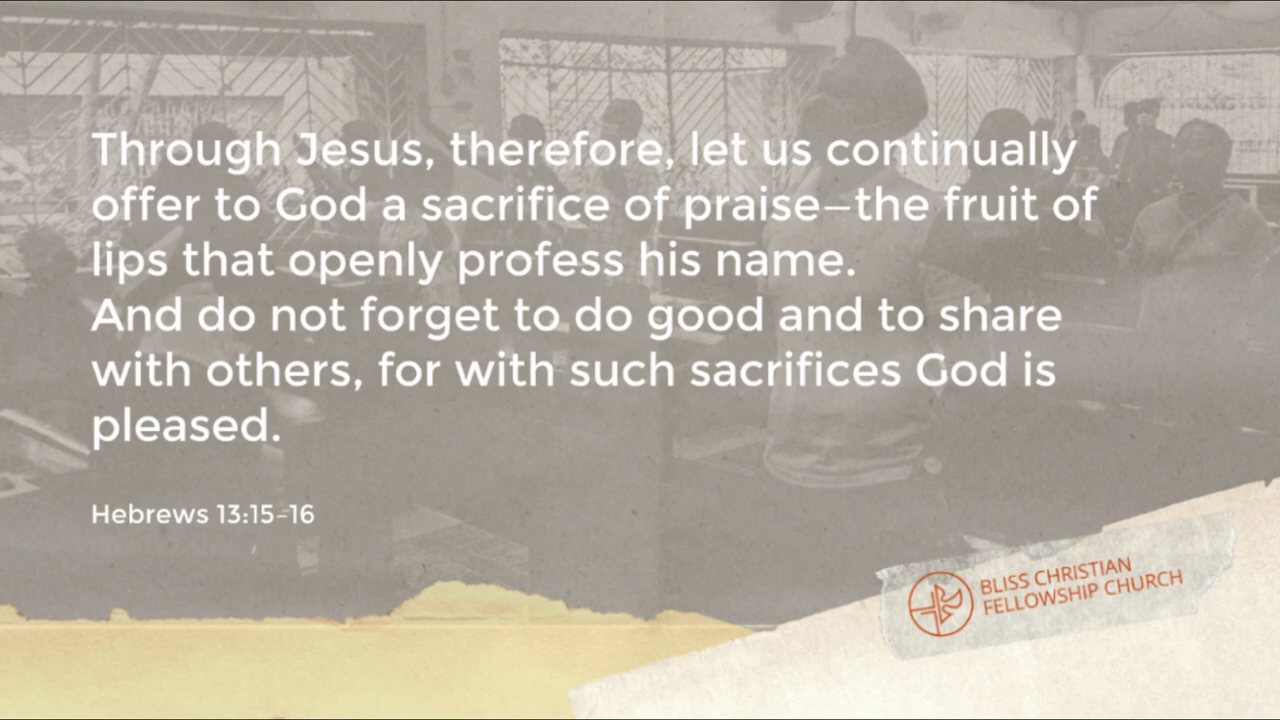 Through Jesus, therefore, let us continually
offer to God a sacrifice of praise—the fruit of
lips that openly profess his name.
And do not forget to do good and to share
with others, for with such sacrifices God is
pleased.
Hebrews 13:15-16
BLISS CHRISTIAN
FELLOWSHIP CHURCH